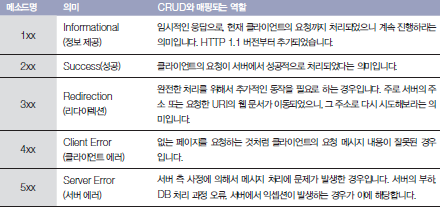 메소드명 의미 CRUD와 매핑되는 역할
1xx Informational 임시적인 응답으로, 현재 클라이언트의 요청까지 처리되었으니 계속 진행하라는
(정보 제공) 의미입니다. HTTP 1.1 버전부터 추가되었습니다.
2xx Success(성공) 클라이언트의 요청이 서버에서 성공적으로 처리되었다는 의미입니다.
3xx Redirection 완전한 처리를 위해서 추가적인 동작을 필요로 하는 경우입니다. 주로 서버의 주
(리다이렉션) 소 또는 요청한 URI의 웹 문서가 이동되었으니, 그 주소로 다시 시도해보라는 의
미입니다.
4xx Client Error 없는 페이지를 요청하는 것처럼 클라이언트의 요청 메시지 내용이 잘못된 경우
(클라이언트 에러) 입니다.
5xx Server Error 서버 측 사정에 의해서 메시지 처리에 문제가 발생한 경우입니다. 서버의 부하,
(서버 에러) DB 처리 과정 오류, 서버에서 익셉션이 발생하는 경우가 이에 해당합니다.